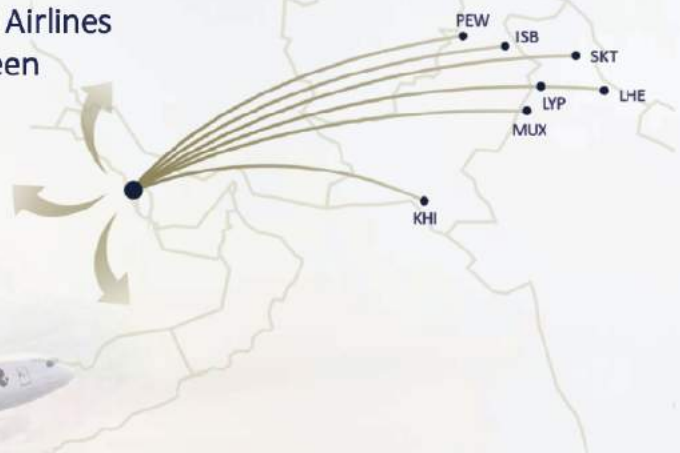 Airlines
een
PEW
ISB
SKT
LYP
LHE
MUX
KHI